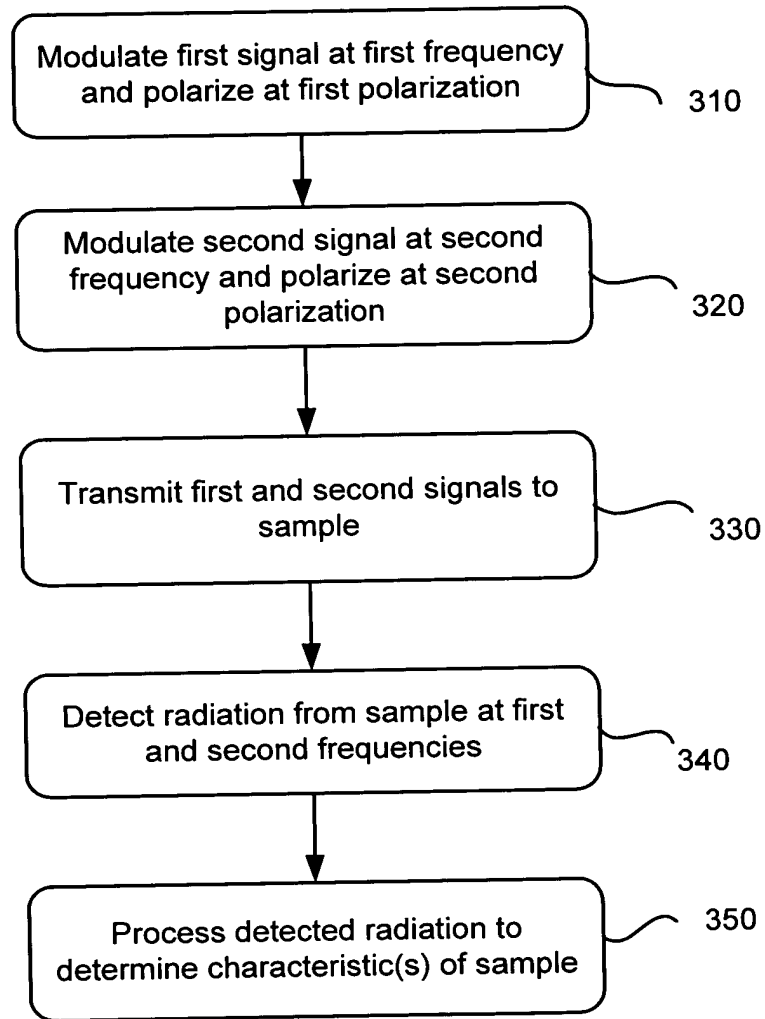 Modulate first signal at first frequency
and polarize at first polarization
310
Modulate second signal at second
frequency and polarize at second
polarization
320
Transmit first and second signals to
sample
330
Detect radiation from sample at first
and second frequencies
340
Process detected radiation to
determine characteristic(s) of sample
350